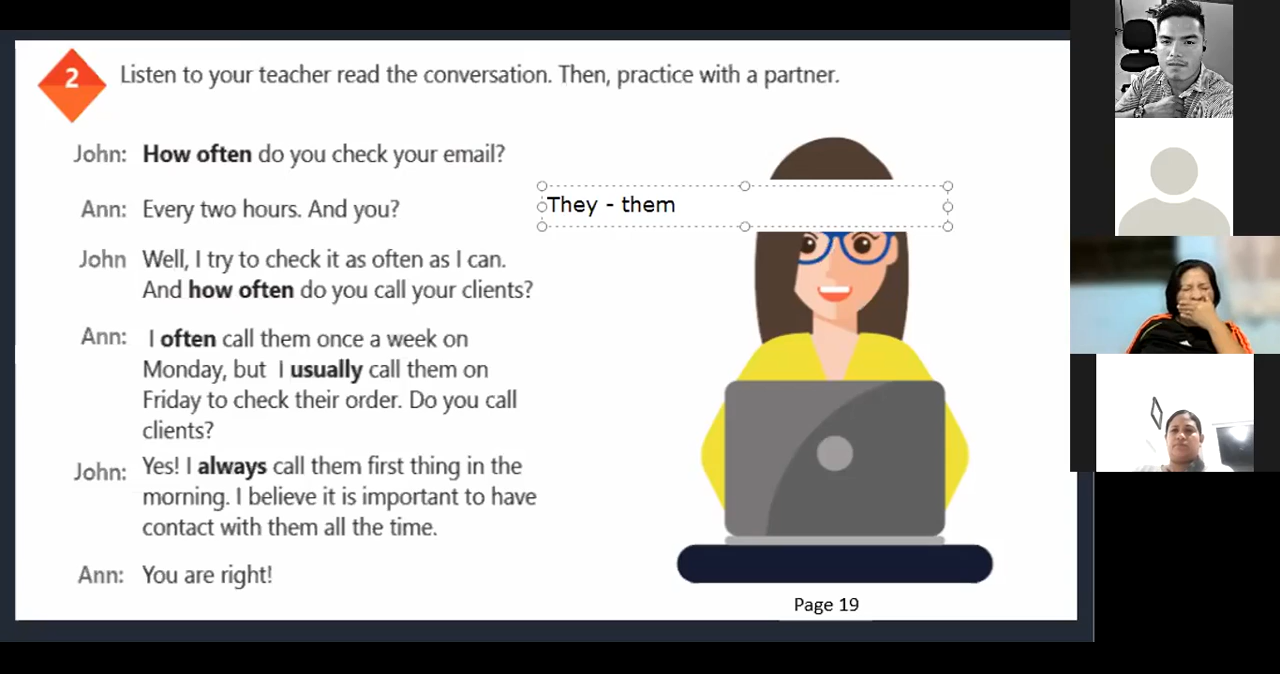 2
Listen to your teacher read the conversation. Then, practice with a partner.
John: How often do you check your email?
They - them
Ann: Every two hours. And you?
John Well, I try to check it as often as I can.
And how often do you call your clients?
Ann: I often call them once a week on
Monday, but I usually call them on
Friday to check their order. Do you call
clients?
John: Yes! I always call them first thing in the
morning. I believe it is important to have
contact with them all the time.
Ann: You are right!
Page 19